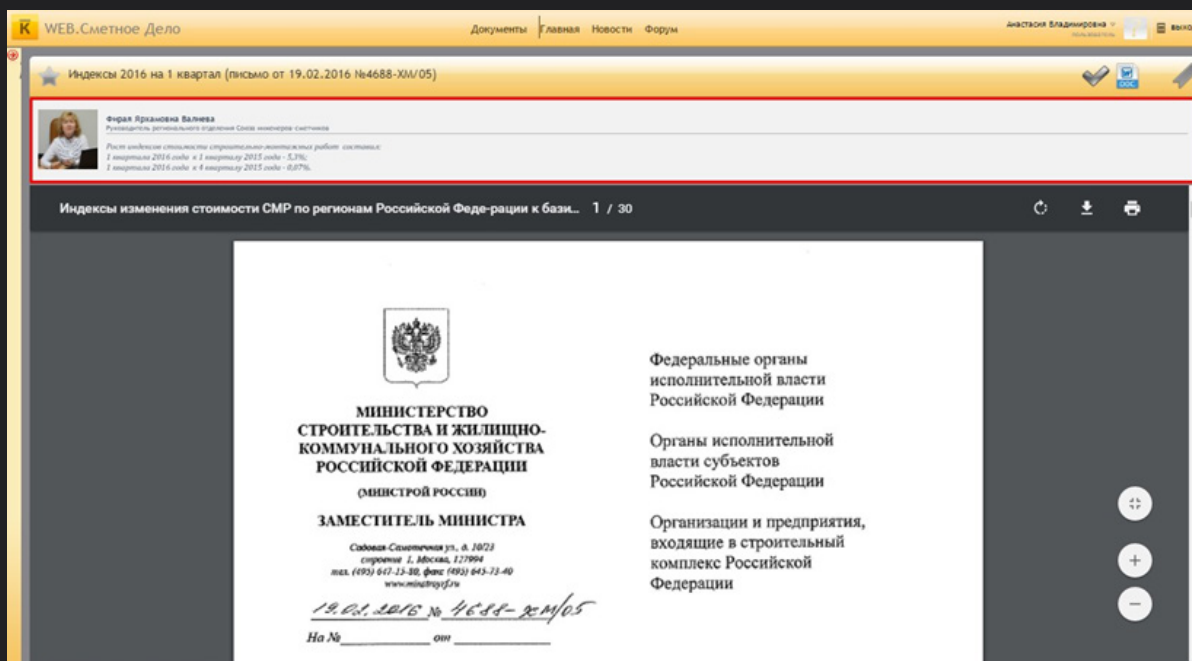 WEB.Сметное Дело
Документы Главная Новости Форум
Анастасия Владимировна
ПОЛЬЗОВАТЕЛЬ
выхо
Индексы 2016 на 1 квартал (письмо от 19.02.2016 №4688-ХМ/05)
DOC
Фирая Ярхамовна Валиева
Руководитель регионального отделения Союза инженеров сметчиков
Рост индексов стоимости строительно-монтажных работ составил:
1 квартала 2016 года к 1 кварталу 2015 года - 5,3%;
1 квартала 2016 года к 4 кварталу 2015 года - 0,07%.
Индексы изменения стоимости СМР по регионам Российской Феде-рации к бази... 1 / 30
МИНИСТЕРСТВО
СТРОИТЕЛЬСТВА И ЖИЛИЩНО-
КОММУНАЛЬНОГО ХОЗЯЙСТВА
РОССИЙСКОЙ ФЕДЕРАЦИИ
(МИНСТРОЙ РОССИИ)
ЗАМЕСТИТЕЛЬ МИНИСТРА
Садовая-Самотечная ул., д. 10/23
строение 1, Москва, 127994
тел. (495) 647-15-80, факс (495) 645-73-40
www.minstroyrf.ru
19.02.2016 № 4688-ХМ/05
На № от
Федеральные органы
исполнительной власти
Российской Федерации
Органы исполнительной
власти субъектов
Российской Федерации
Организации и предприятия,
входящие в строительный
комплекс Российской
Федерации